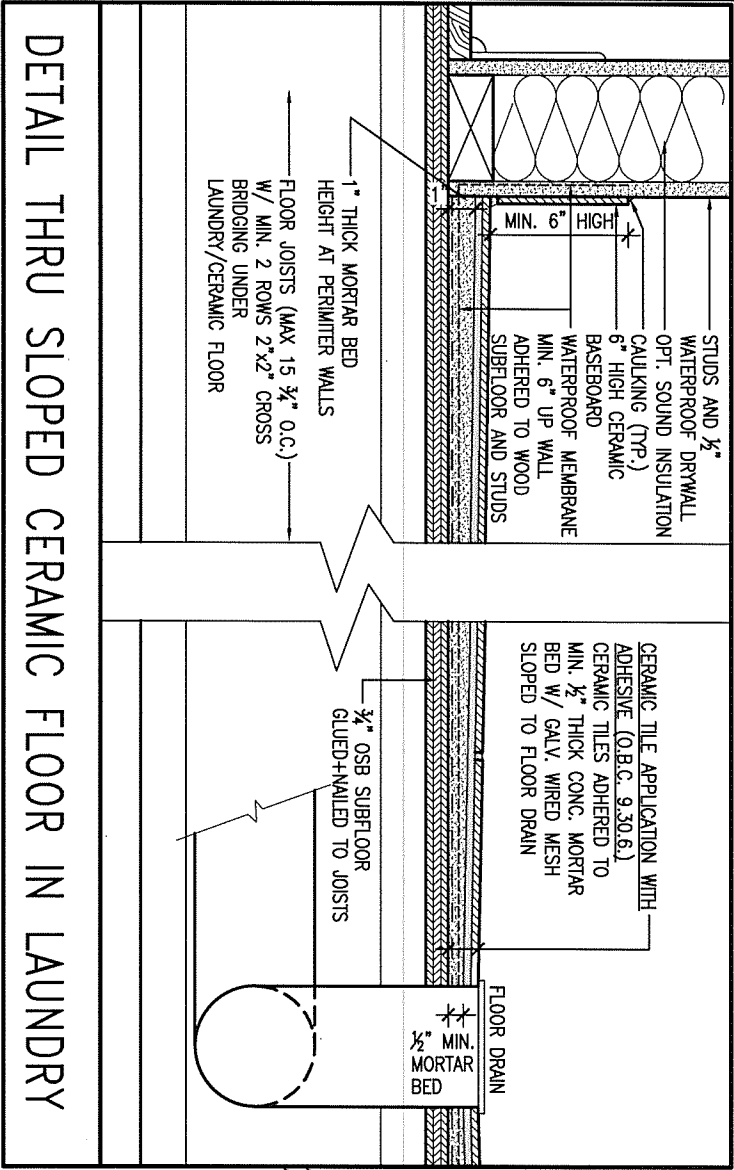 STUDS AND ½"
WATERPROOF DRYWALL
OPT. SOUND INSULATION
CAULKING (TYP.)
6" HIGH CERAMIC
BASEBOARD
WATERPROOF MEMBRANE
MIN. 6" UP WALL
ADHERED TO WOOD
SUBFLOOR AND STUDS
MIN. 6" HIGH
1"
1" THICK MORTAR BED
HEIGHT AT PERIMITER WALLS
FLOOR JOISTS (MAX 15 ¾" O.C.)
W/ MIN. 2 ROWS 2"x2" CROSS
BRIDGING UNDER
LAUNDRY/CERAMIC FLOOR
CERAMIC TILE APPLICATION WITH
ADHESIVE (O.B.C. 9.30.6.)
CERAMIC TILES ADHERED TO
MIN. ½" THICK CONC. MORTAR
BED W/ GALV. WIRED MESH
SLOPED TO FLOOR DRAIN
¾" OSB SUBFLOOR
GLUED+NAILED TO JOISTS
FLOOR DRAIN
½" MIN.
MORTAR
BED
DETAIL THRU SLOPED CERAMIC FLOOR IN LAUNDRY